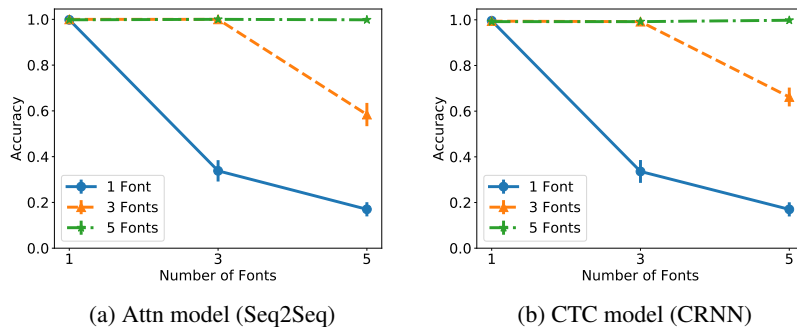 1.0
0.8
0.6
0.4
0.2
0.0
Accuracy
1 Font
3 Fonts
5 Fonts
1 3 5
Number of Fonts
(a) Attn model (Seq2Seq)
1.0
0.8
0.6
0.4
0.2
0.0
Accuracy
1 Font
3 Fonts
5 Fonts
1 3 5
Number of Fonts
(b) CTC model (CRNN)